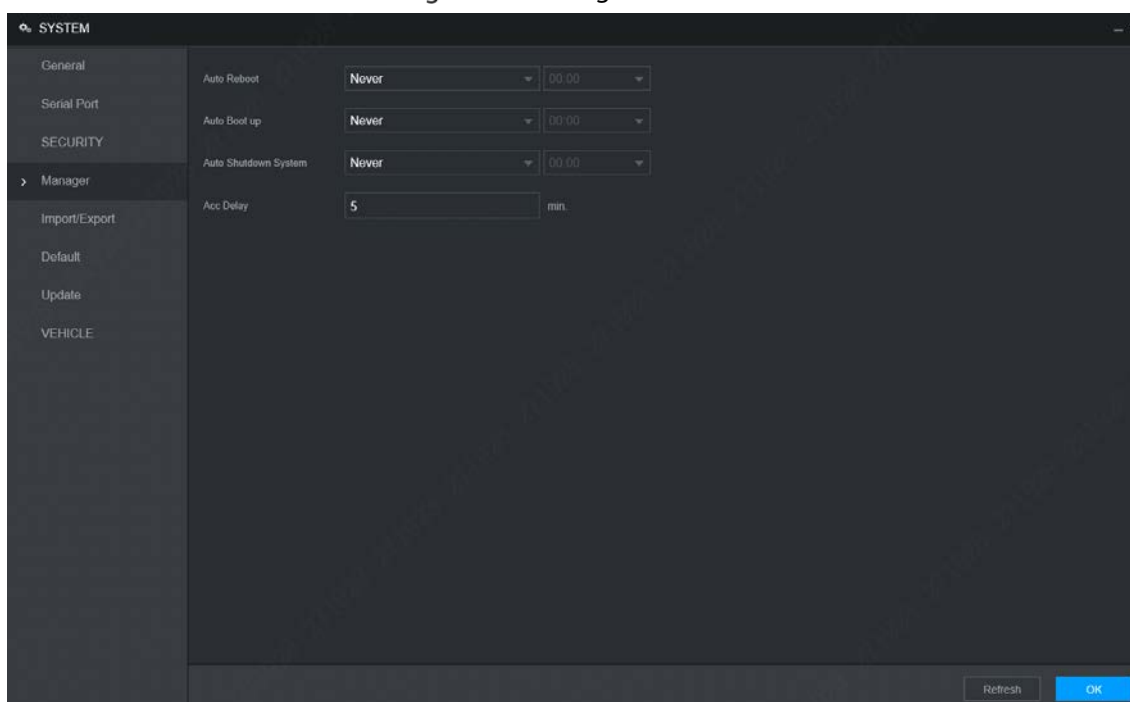 SYSTEM
General
Serial Port
SECURITY
Manager
Import/Export
Default
Update
VEHICLE
Auto Reboot Never 00:00
Auto Boot up Never 00:00
Auto Shutdown System Never 00:00
Acc Delay 5 min.
Refresh OK